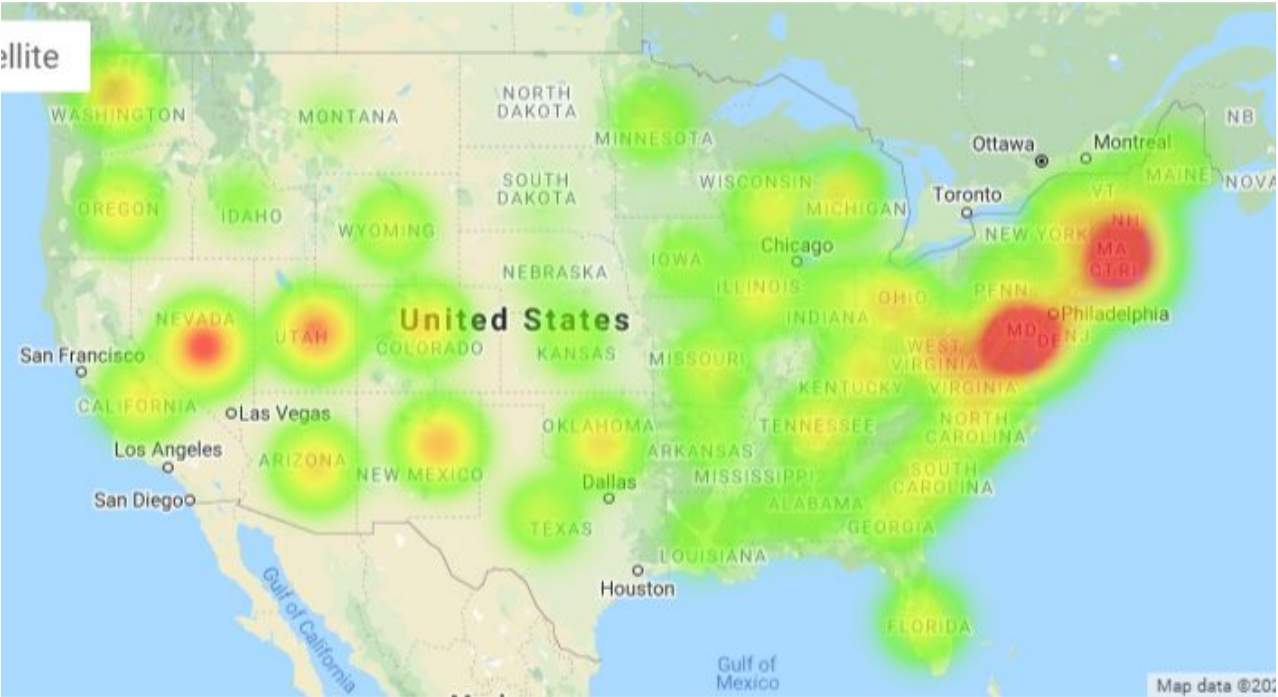 ellite
WASHINGTON
MONTANA
NORTH
DAKOTA
MINNESOTA
Ottawa
Montreal
NB
OREGON
IDAHO
WYOMING
SOUTH
DAKOTA
WISCONSIN
MICHIGAN
Toronto
VT
MAINE
NOVA
NH
NEW YORK
MA
CT RI
NEBRASKA
IOWA
Chicago
ILLINOIS
INDIANA
OHIO
PENN
Philadelphia
MD
DE NJ
NEVADA
UTAH
United States
COLORADO
KANSAS
MISSOURI
WEST
VIRGINIA
KENTUCKY
VIRGINIA
San Francisco
CALIFORNIA
Las Vegas
Los Angeles
San Diego
ARIZONA
NEW MEXICO
OKLAHOMA
Dallas
TEXAS
ARKANSAS
TENNESSEE
NORTH
CAROLINA
MISSISSIPPI
ALABAMA
SOUTH
CAROLINA
GEORGIA
LOUISIANA
Houston
FLORIDA
Gulf of California
Gulf of
Mexico
Map data ©202